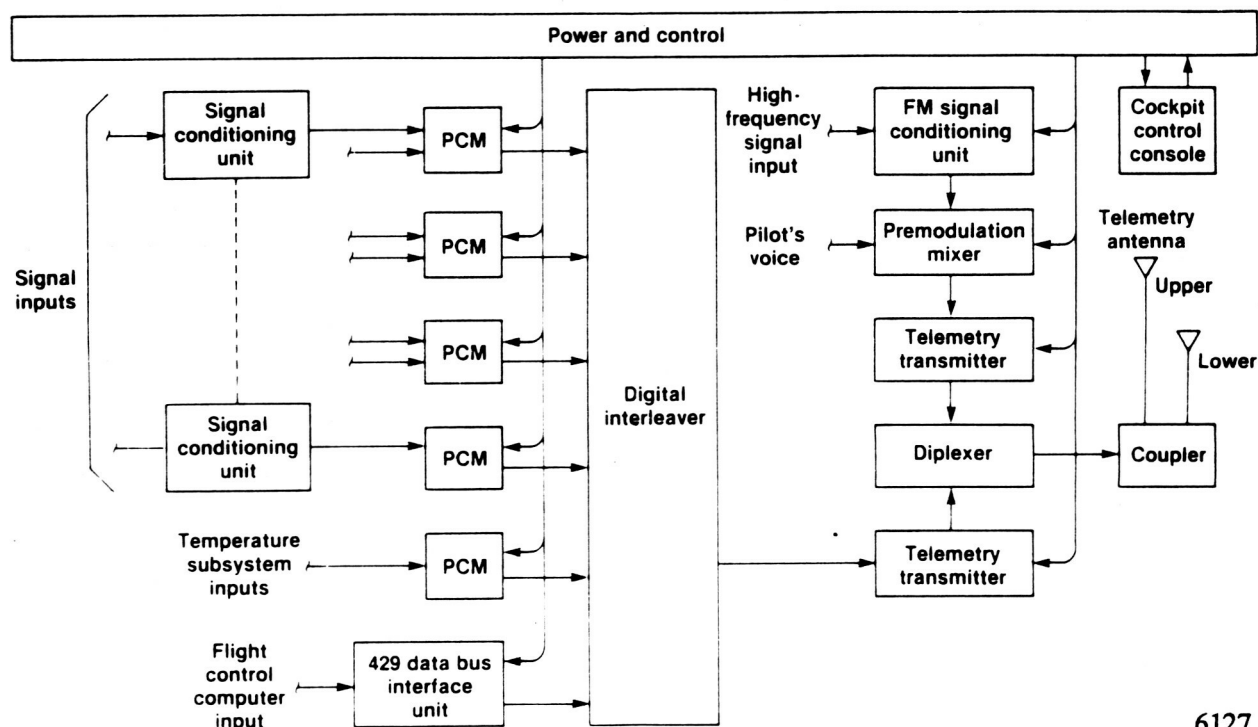 Power and control
Signal
inputs
Signal
conditioning
unit
PCM
PCM
PCM
Signal
conditioning
unit
PCM
Temperature
subsystem
inputs
PCM
Flight
control
computer
input
429 data bus
interface
unit
Digital
interleaver
High-
frequency
signal
input
FM signal
conditioning
unit
Pilot's
voice
Premodulation
mixer
Telemetry
transmitter
Diplexer
Telemetry
transmitter
Cockpit
control
console
Telemetry
antenna
Upper
Lower
Coupler
6127